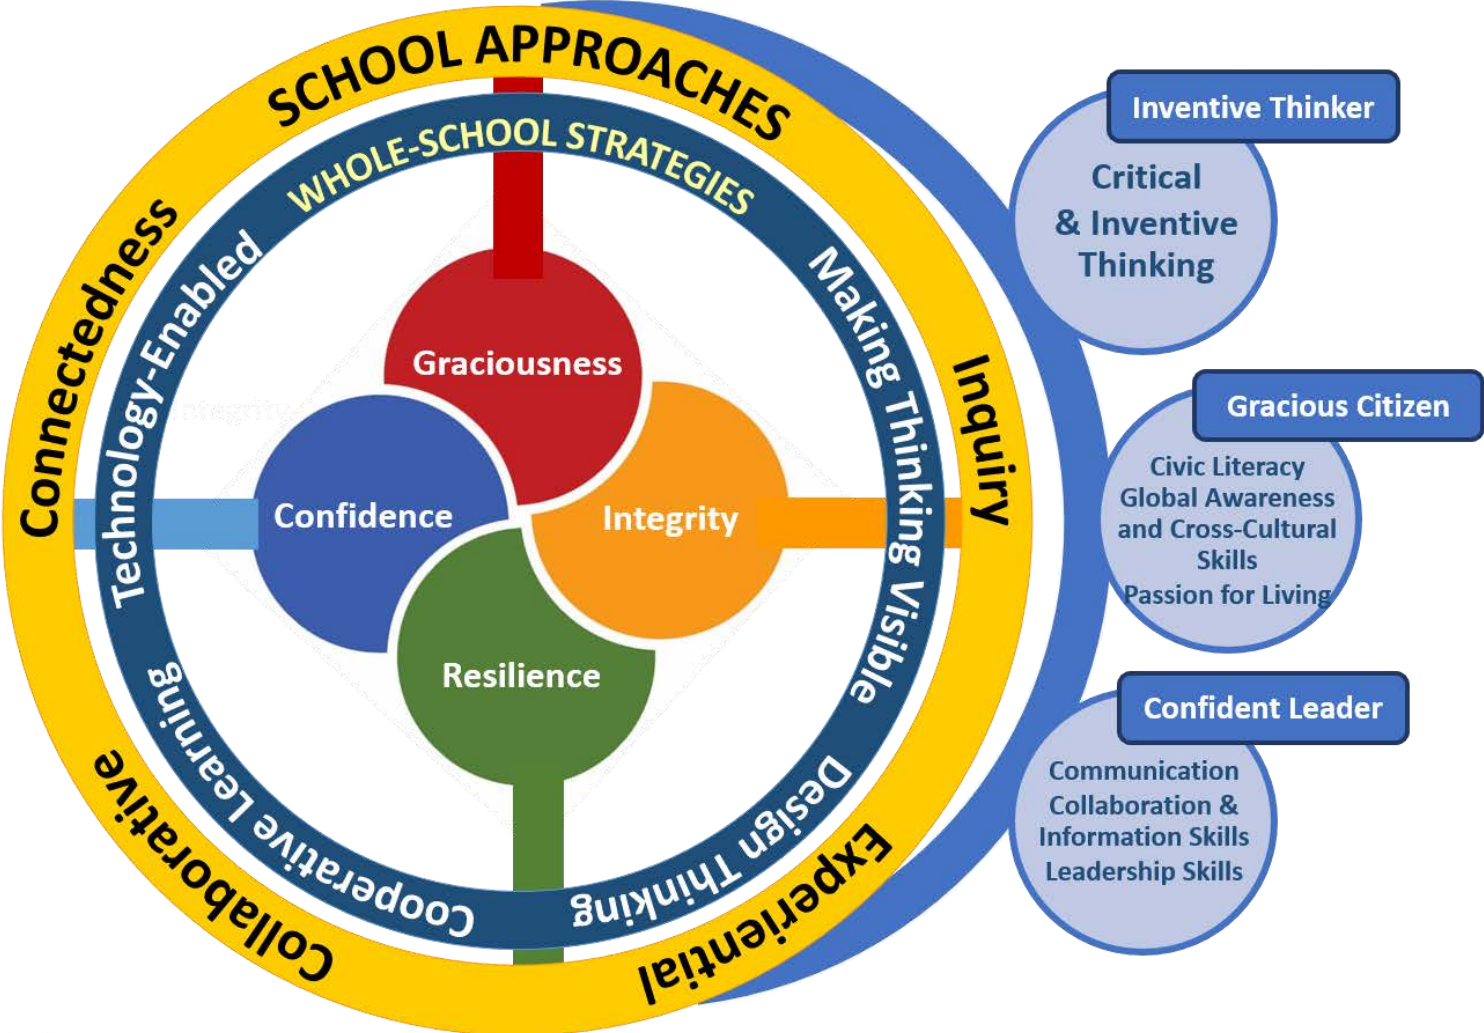 SCHOOL APPROACHES
Connectedness
Inquiry
Collaborative
Experiential
WHOLE-SCHOOL STRATEGIES
Technology-Enabled
Making Thinking Visible
Cooperative Learning
Design Thinking
Graciousness
Integrity
Confidence
Integrity
Resilience
Inventive Thinker
Critical
& Inventive
Thinking
Gracious Citizen
Civic Literacy
Global Awareness
and Cross-Cultural
Skills
Passion for Living
Confident Leader
Communication
Collaboration &
Information Skills
Leadership Skills